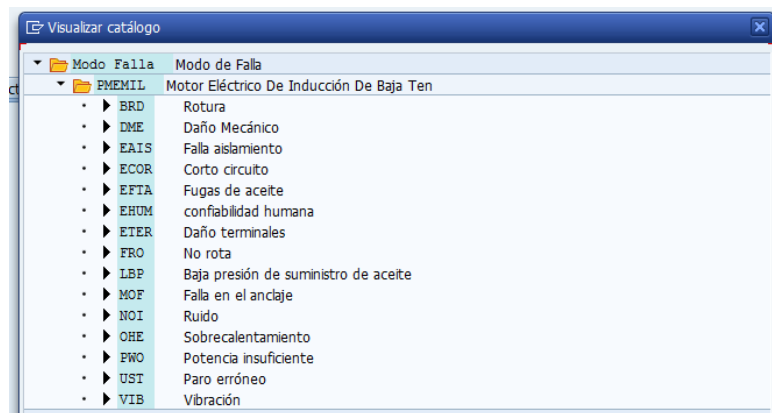 Visualizar catálogo
Modo Falla Modo de Falla
PMEMIL Motor Eléctrico De Inducción De Baja Ten
BRD Rotura
DME Daño Mecánico
EAIS Falla aislamiento
ECOR Corto circuito
EFTA Fugas de aceite
EHUM confiabilidad humana
ETER Daño terminales
FRO No rota
LBP Baja presión de suministro de aceite
MOF Falla en el anclaje
NOI Ruido
OHE Sobrecalentamiento
PWO Potencia insuficiente
UST Paro erróneo
VIB Vibración